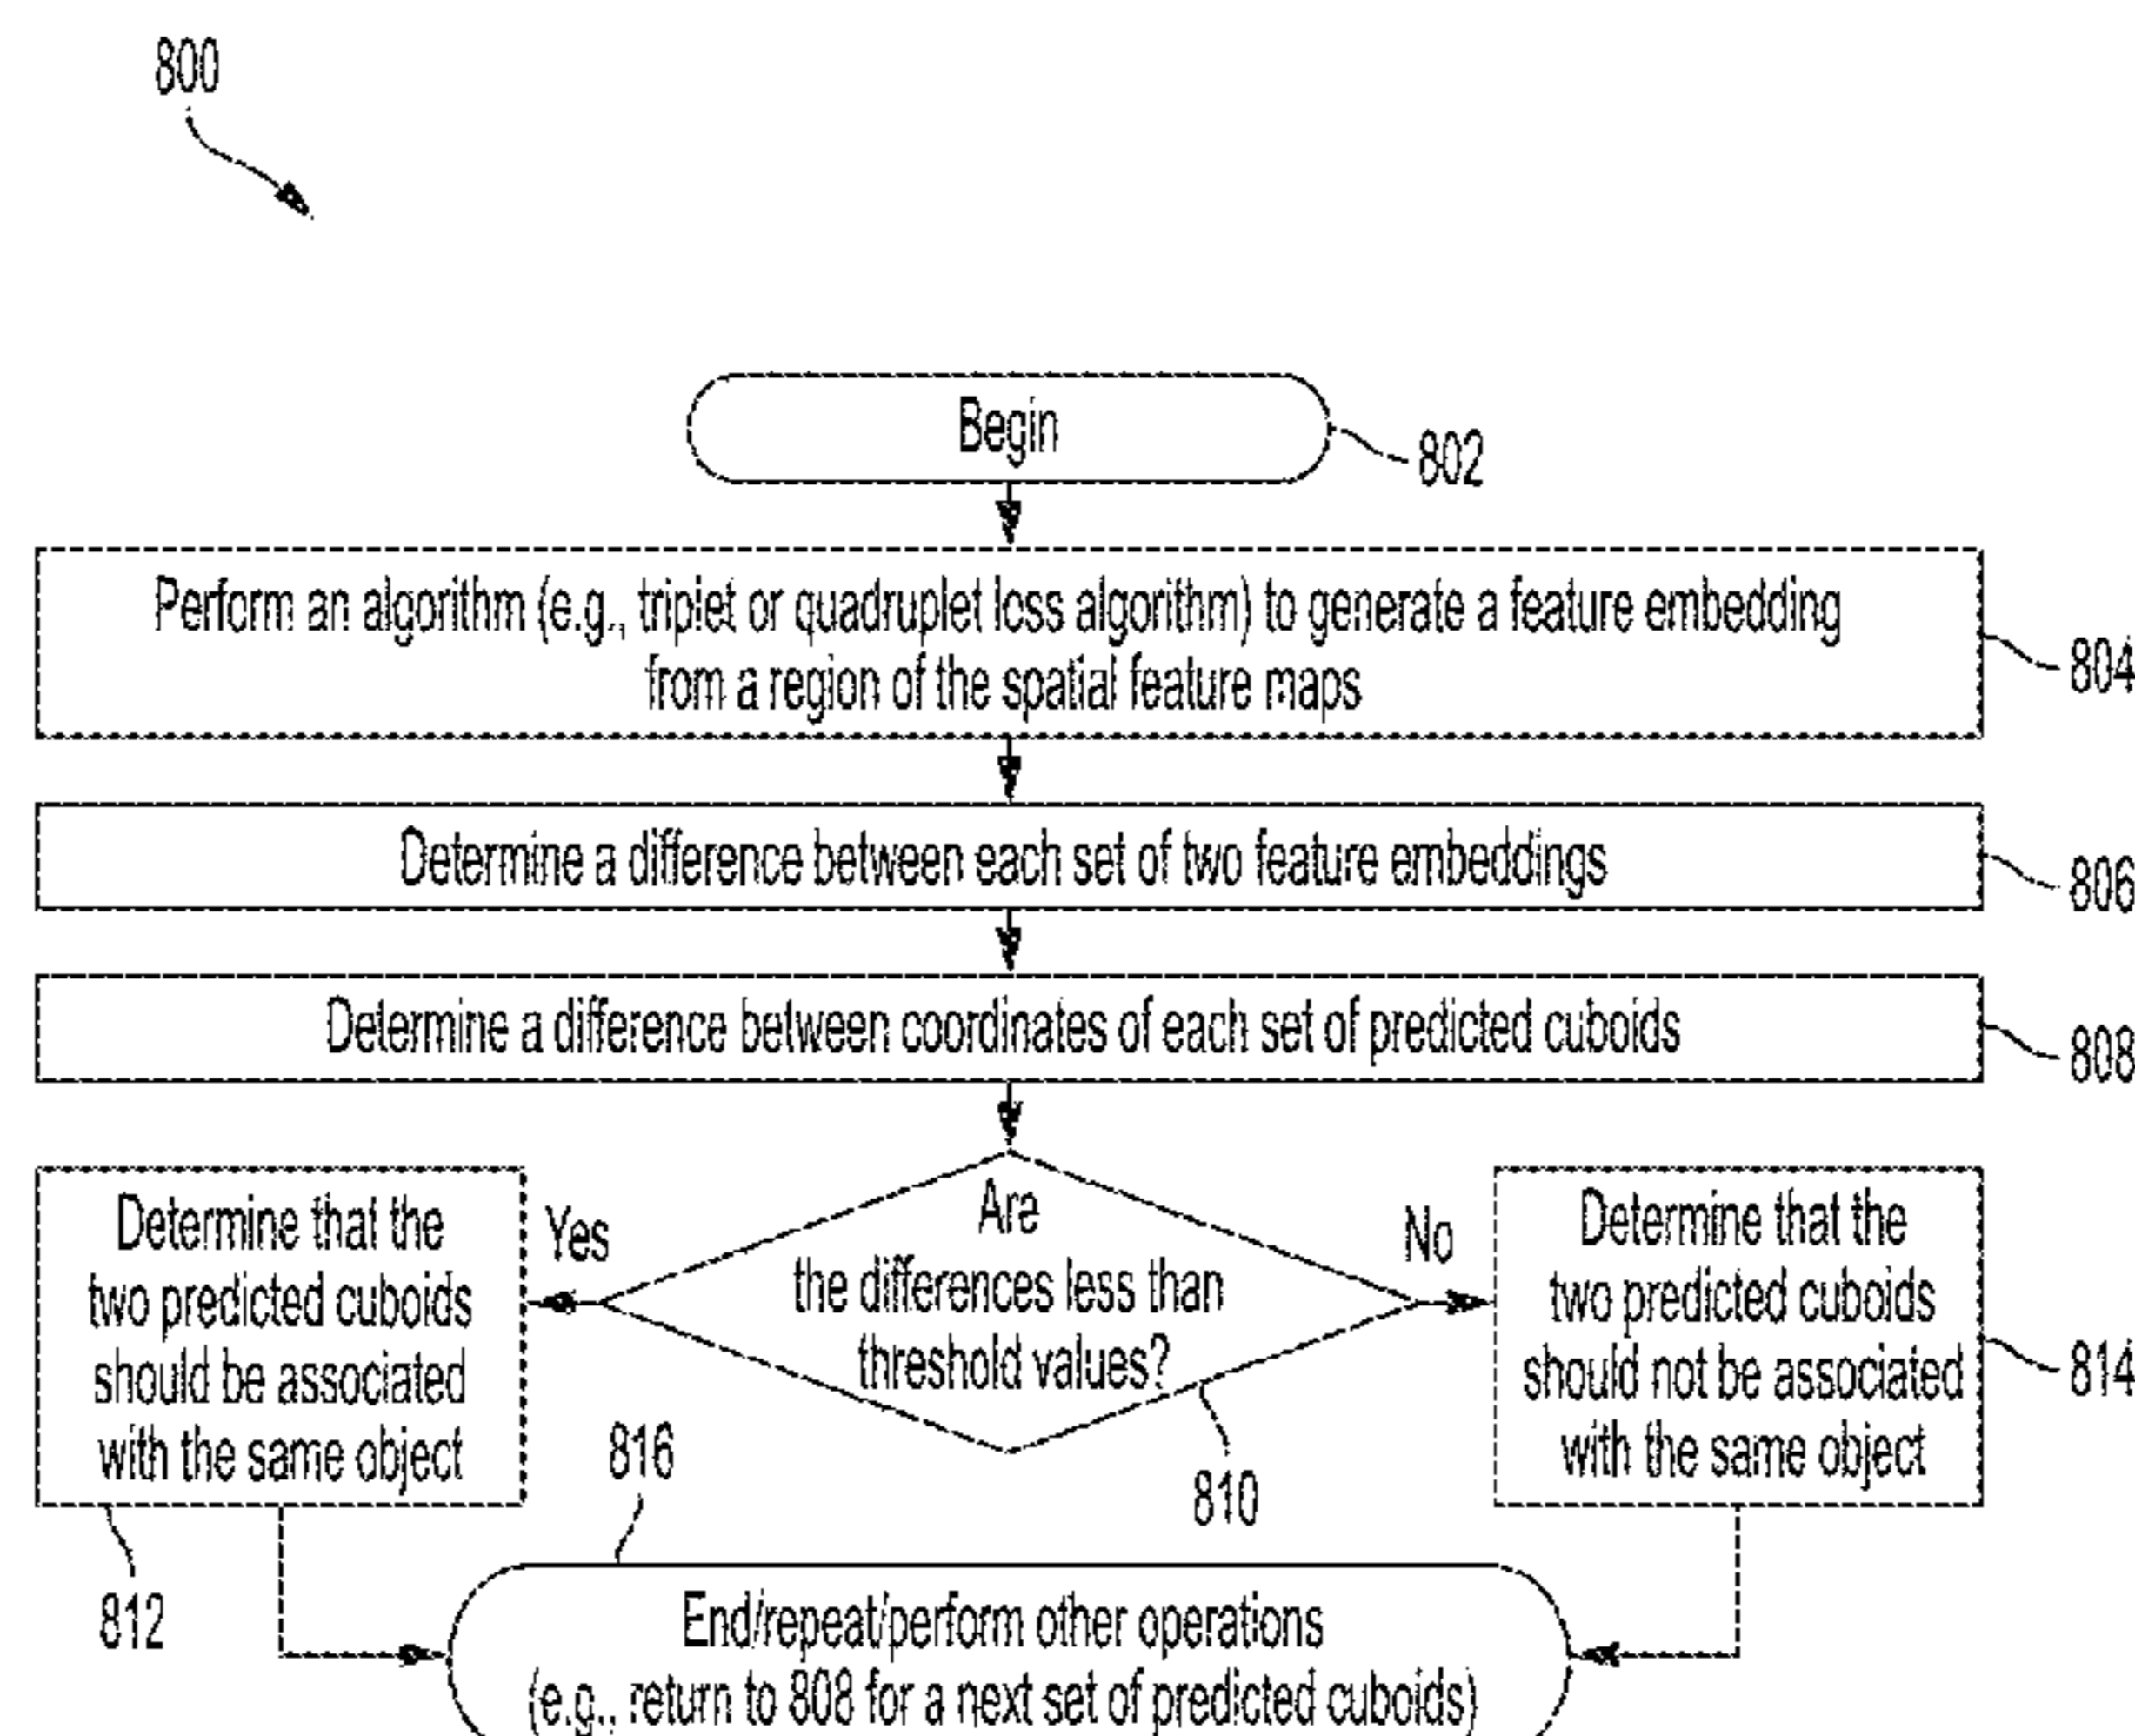 800
Begin
802
Perform an algorithm (e.g., triplet or quadruplet loss algorithm) to generate a feature embedding
from a region of the spatial feature maps
804
Determine a difference between each set of two feature embeddings
806
Determine a difference between coordinates of each set of predicted cuboids
808
Determine that the
two predicted cuboids
should be associated
with the same object
812
Yes
Are
the differences less than
threshold values?
810
No
Determine that the
two predicted cuboids
should not be associated
with the same object
814
816
End/repeat/perform other operations
(e.g., return to 808 for a next set of predicted cuboids)